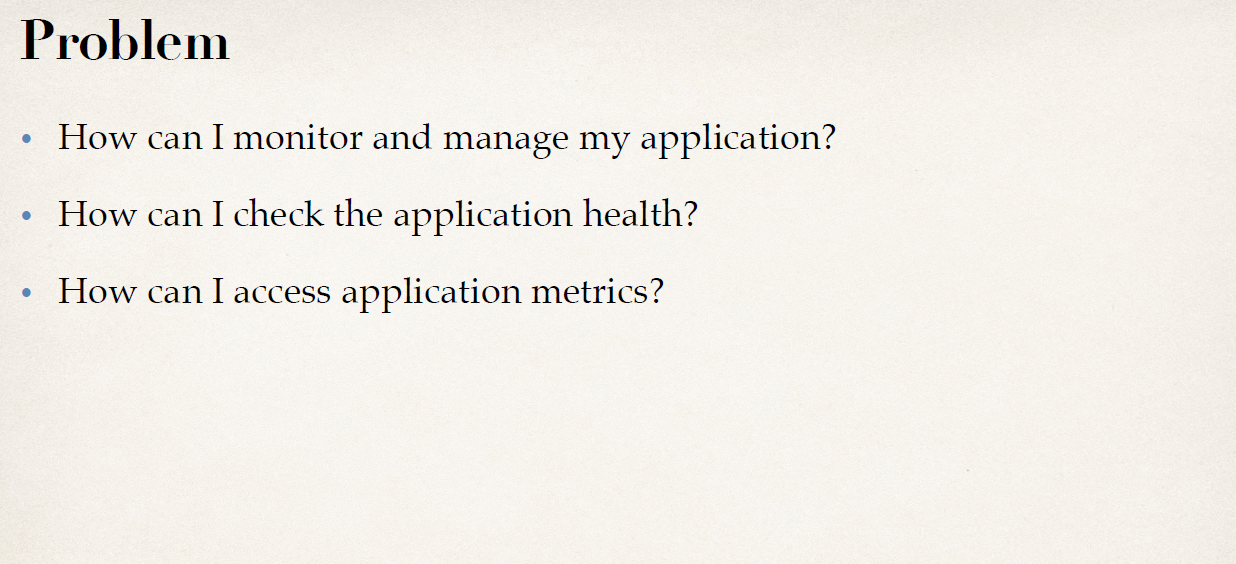 Problem
• How can I monitor and manage my application?
• How can I check the application health?
• How can I access application metrics?